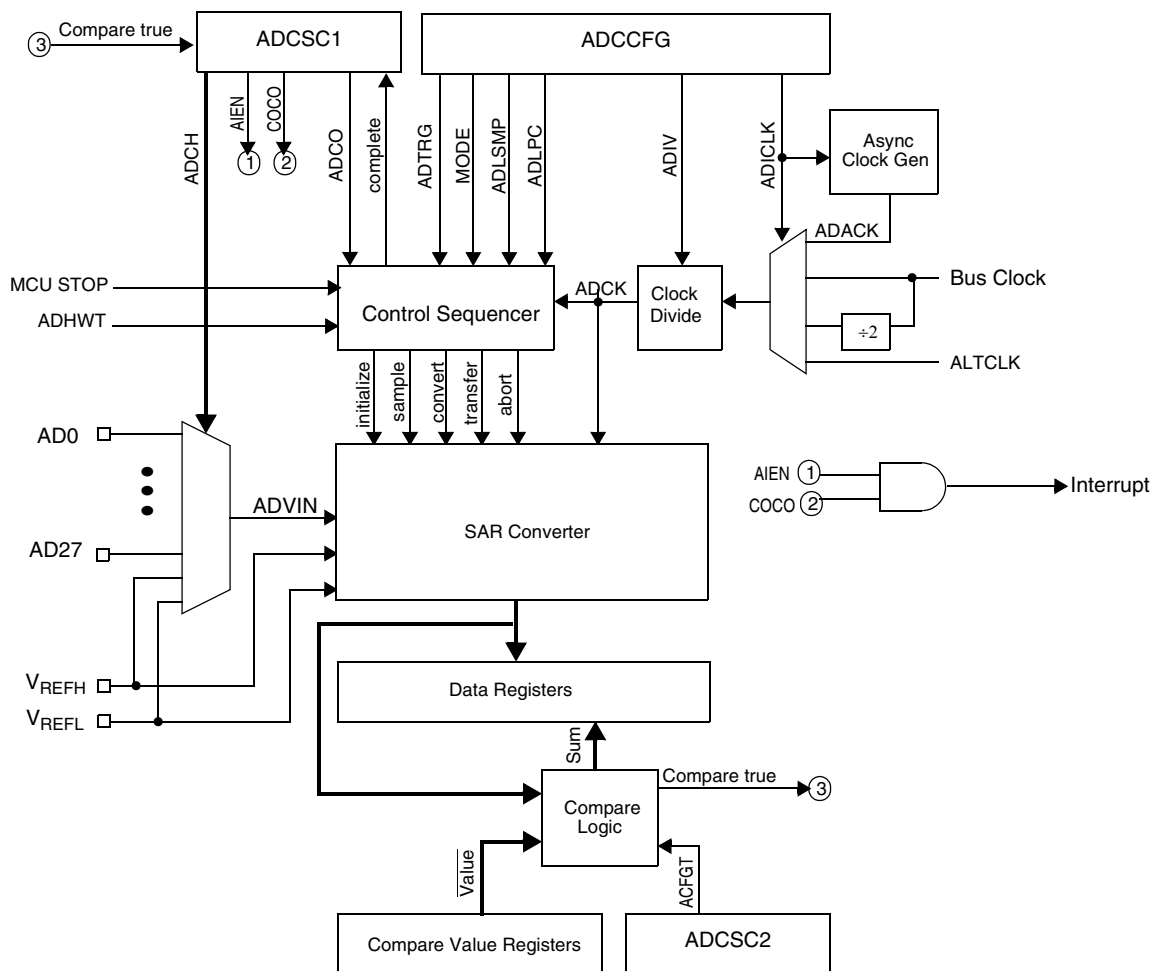 3 Compare true
ADCSC1
ADCCFG
ADCH
AIEN
COCO
1
2
ADCO
complete
ADTRG
MODE
ADLSMP
ADLPC
ADIV
ADICLK
Async
Clock Gen
ADACK
MCU STOP
ADHWT
Control Sequencer
ADCK
Clock
Divide
Bus Clock
÷2
ALTCLK
initialize
sample
convert
transfer
abort
AD0
AD27
ADVIN
SAR Converter
AIEN 1
COCO 2
Interrupt
VREFH
VREFL
Data Registers
Sum
Compare
Logic
Compare true
3
Value
ACFGT
Compare Value Registers
ADCSC2